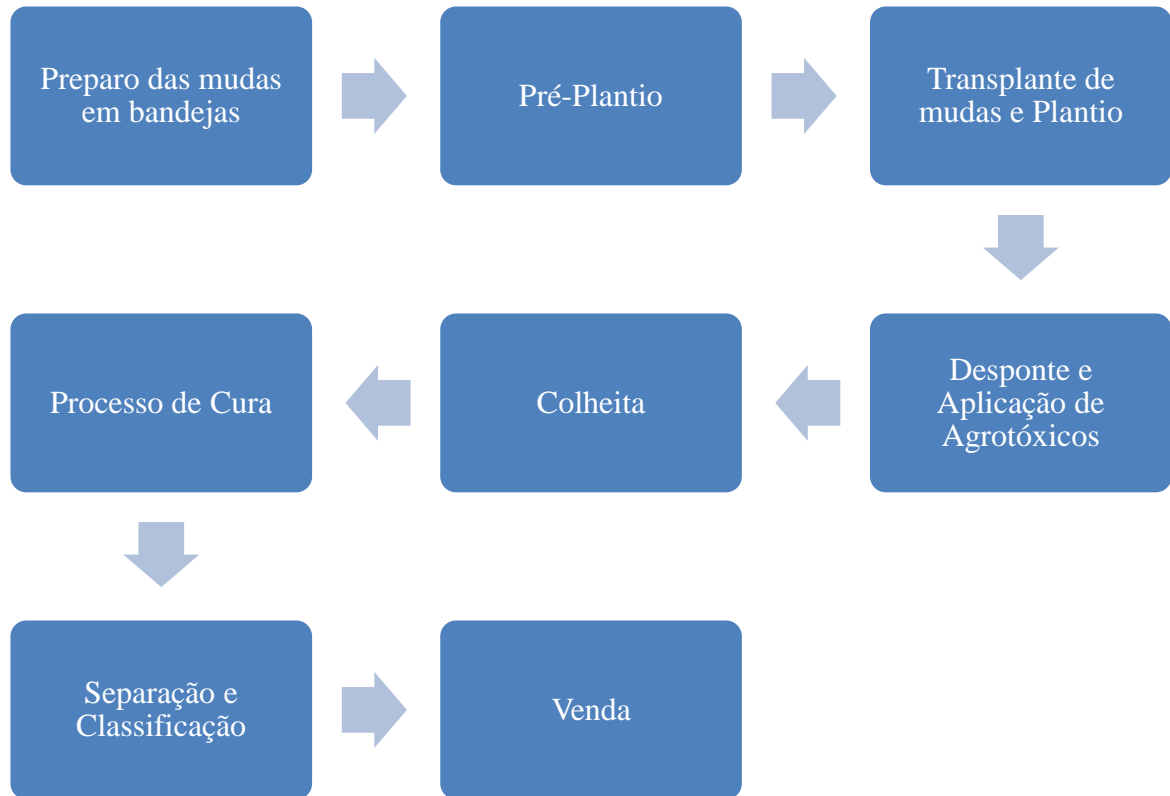 Preparo das mudas
em bandejas
Pré-Plantio
Transplante de
mudas e Plantio
Desponte e
Aplicação de
Agrotóxicos
Colheita
Processo de Cura
Separação e
Classificação
Venda